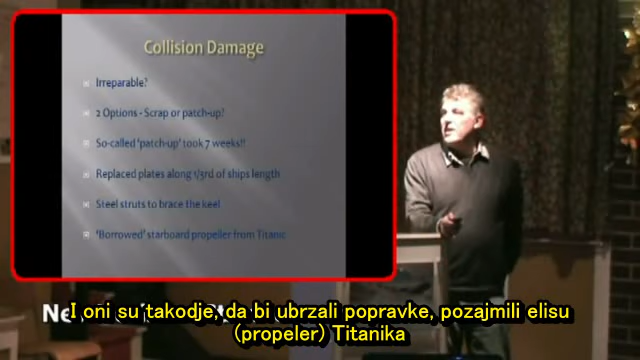 Collision Damage
Irreparable?
2 Options - Scrap or patch-up?
So-called 'patch-up' took 7 weeks!!
Replaced plates along 1/3rd of ships length
Steel struts to brace the keel
'Borrowed' starboard propeller from Titanic
I oni su takodje, da bi ubrzali popravke, pozajmili elisu
(propeler) Titanika